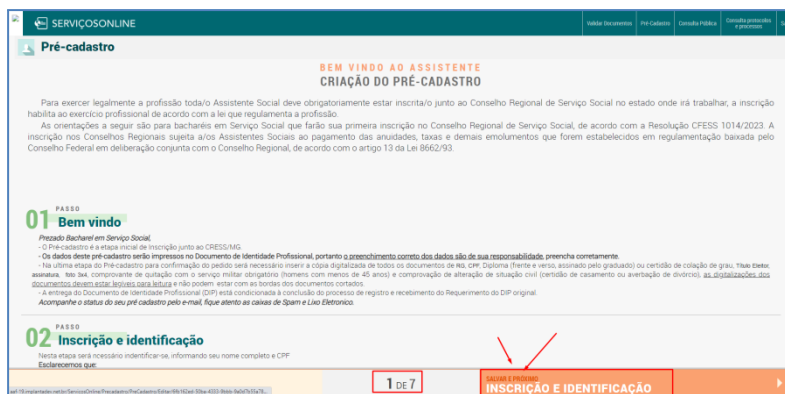 SERVIÇOSONLINE
Validar Documentos
Pré-Cadastro
Consulta Pública
Consulta protocolos
e processos
Pré-cadastro
BEM VINDO AO ASSISTENTE
CRIAÇÃO DO PRÉ-CADASTRO
Para exercer legalmente a profissão toda/o Assistente Social deve obrigatoriamente estar inscrita/o junto ao Conselho Regional de Serviço Social no estado onde irá trabalhar, a inscrição
habilita ao exercício profissional de acordo com a lei que regulamenta a profissão.
As orientações a seguir são para bacharéis em Serviço Social que farão sua primeira inscrição no Conselho Regional de Serviço Social, de acordo com a Resolução CFESS 1014/2023. A
inscrição nos Conselhos Regionais sujeita a/os Assistentes Sociais ao pagamento das anuidades, taxas e demais emolumentos que forem estabelecidos em regulamentação baixada pelo
Conselho Federal em deliberação conjunta com o Conselho Regional, de acordo com o artigo 13 da Lei 8662/93.
PASSO
01 Bem vindo
Prezado Bacharel em Serviço Social,
- O Pré-cadastro é a etapa inicial de Inscrição junto ao CRESS/MG.
- Os dados deste pré-cadastro serão impressos no Documento de Identidade Profissional, portanto o preenchimento correto dos dados são de sua responsabilidade, preencha corretamente.
- Na ultima etapa do Pré-cadastro para confirmação do pedido será necessário inserir a cópia digitalizada de todos os documentos de RG, CPF, Diploma (frente e verso, assinado pelo graduado) ou certidão de colação de grau, Titulo Eleitor,
assinatura, foto 3x4, comprovante de quitação com o serviço militar obrigatório (homens com menos de 45 anos) e comprovação de alteração de situação civil (certidão de casamento ou averbação de divórcio), as digitalizações dos
documentos devem estar legíveis para leitura e não podem estar com as bordas dos documentos cortados.
- A entrega do Documento de Identidade Profissional (DIP) está condicionada à conclusão do processo de registro e recebimento do Requerimento do DIP original.
Acompanhe o status do seu pré cadastro pelo e-mail, fique atento as caixas de Spam e Lixo Eletronico.
PASSO
02 Inscrição e identificação
Nesta etapa será ncessário indentificar-se, informando seu nome completo e CPF
Esclarecemos que:
1 DE 7
SALVAR E PRÓXIMO
INSCRIÇÃO E IDENTIFICAÇÃO